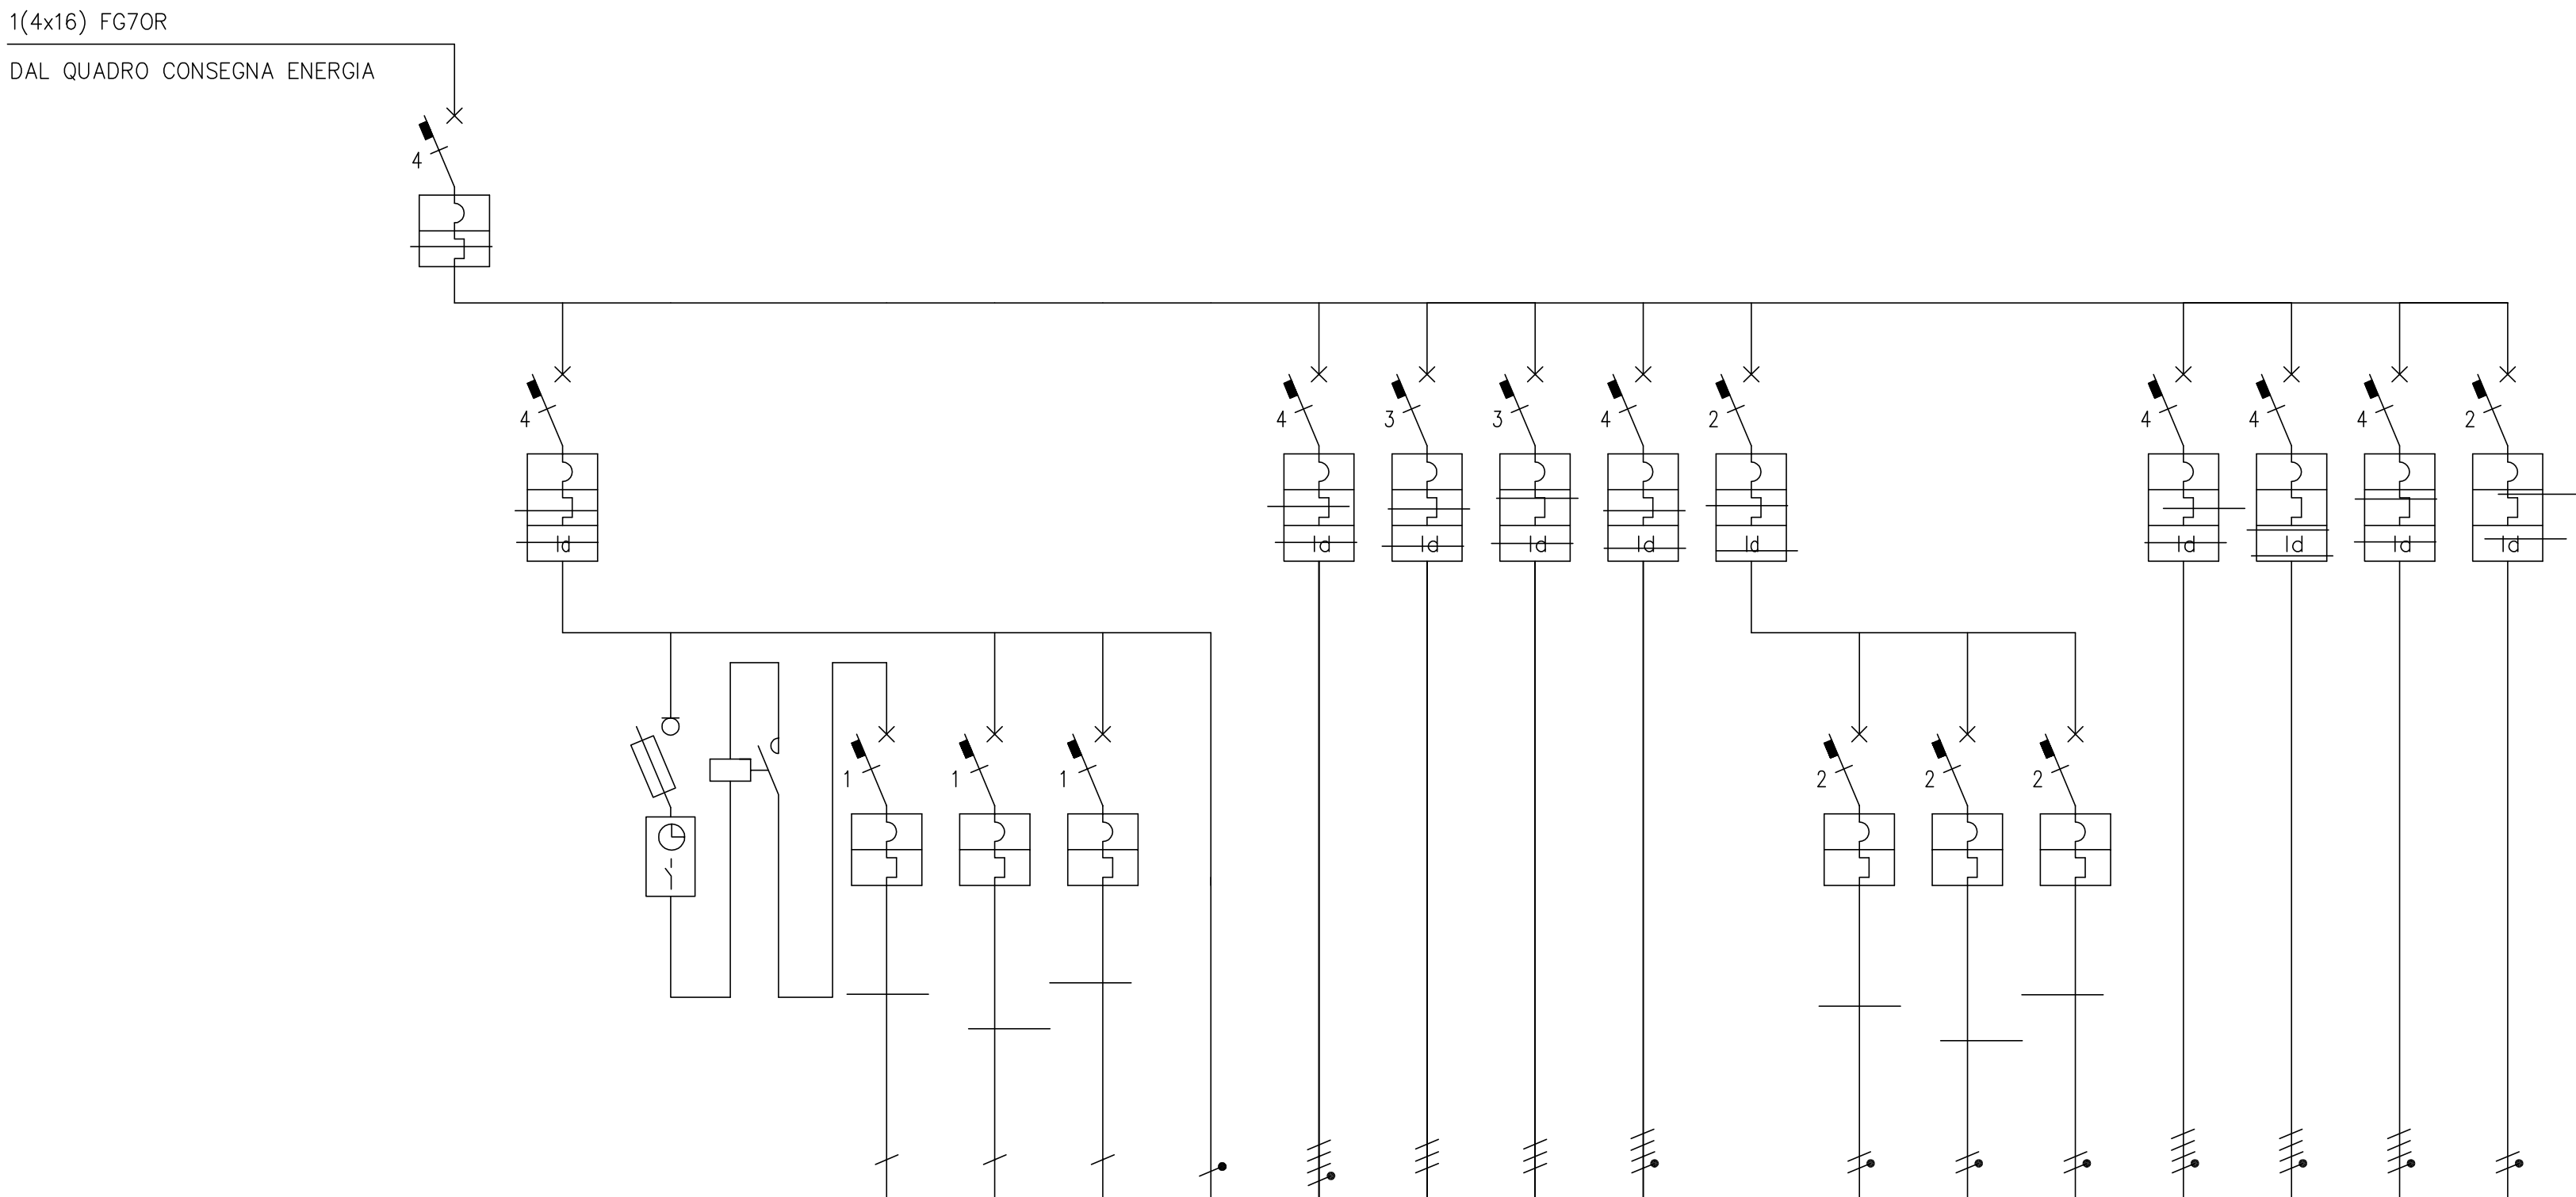 1(4x16) FG7OR
DAL QUADRO CONSEGNA ENERGIA
4
4 4 3 3 4 2 4 4 4 2
Id Id Id Id Id Id Id Id Id Id
1 1 1 2 2 2